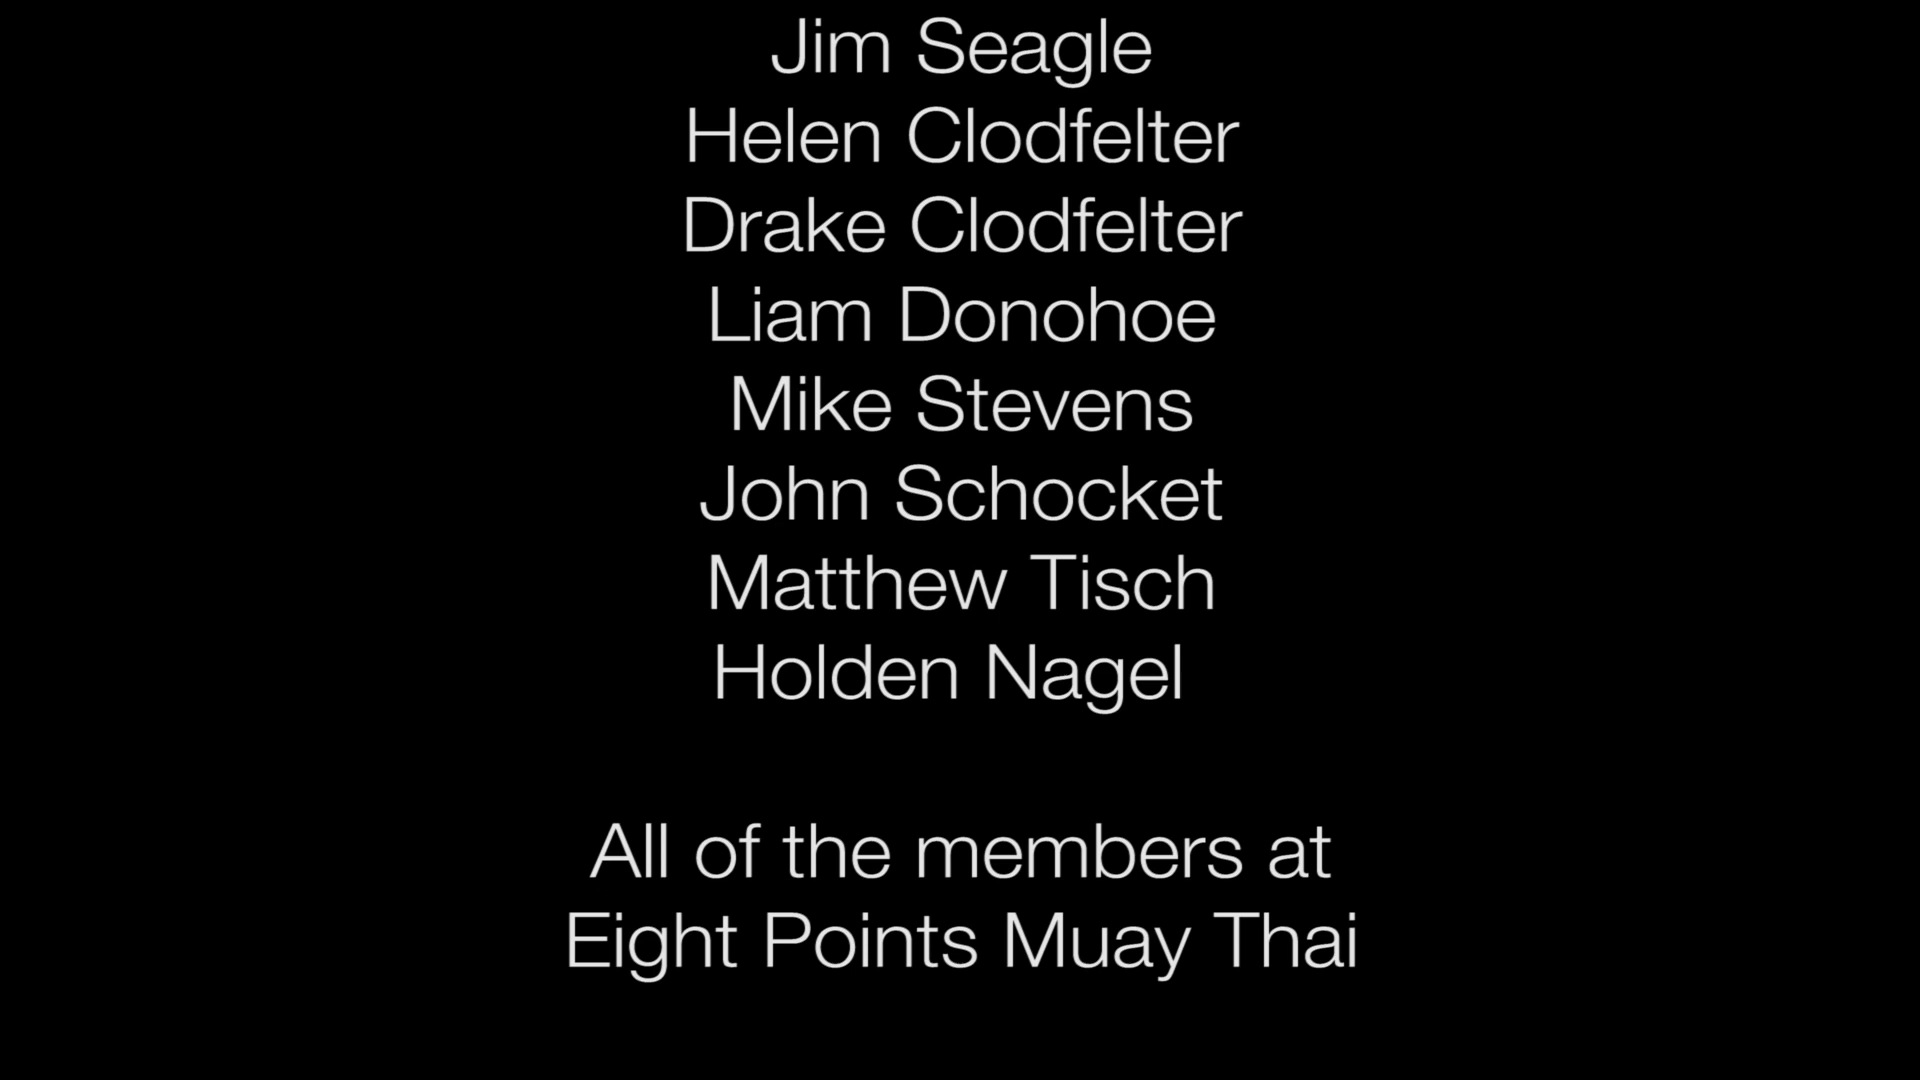 Jim Seagle
Helen Clodfelter
Drake Clodfelter
Liam Donohoe
Mike Stevens
John Schocket
Matthew Tisch
Holden Nagel
All of the members at
Eight Points Muay Thai